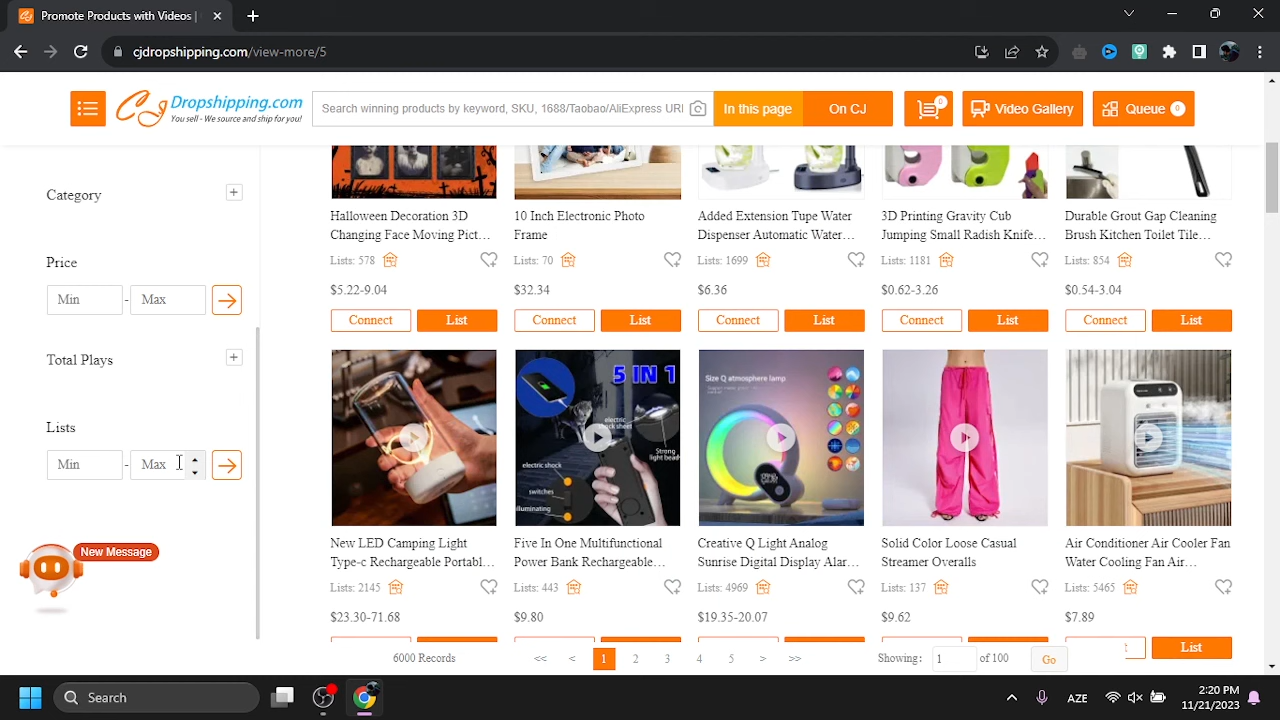 Promote with Videos |
cjdropshipping.com/view-more/5
Dropshipping.com
You sell - We source and ship for you!
Search winning products by keyword, SKU, 1688/Taobao/AliExpress URL
In this page
On CJ
0
Video Gallery
Queue 0
Category
+
Price
Min - Max
Total Plays
+
Lists
Min - Max
New Message
Halloween Decoration 3D
Changing Face Moving Pict…
Lists: 578
$5.22-9.04
Connect
List
10 Inch Electronic Photo
Frame
Lists: 70
$32.34
Connect
List
Added Extension Tupe Water
Dispenser Automatic Water…
Lists: 1699
$6.36
Connect
List
3D Printing Gravity Cub
Jumping Small Radish Knife…
Lists: 1181
$0.62-3.26
Connect
List
Durable Grout Gap Cleaning
Brush Kitchen Toilet Tile…
Lists: 854
$0.54-3.04
Connect
List
New LED Camping Light
Type-c Rechargeable Portabl…
Lists: 2145
$23.30-71.68
5 IN 1
electric
shock sheet
Strong
light bead
electric shock
switches
illuminating
Five In One Multifunctional
Power Bank Rechargeable…
Lists: 443
$9.80
Size Q atmosphere lamp
Creative Q Light Analog
Sunrise Digital Display Alar…
Lists: 4969
$19.35-20.07
Solid Color Loose Casual
Streamer Overalls
Lists: 137
$9.62
Air Conditioner Air Cooler Fan
Water Cooling Fan Air…
Lists: 5465
$7.89
List
6000 Records
<< < 1 2 3 4 5 > >>
Showing: 1 of 100 Go
Search
AZE
2:20 PM
11/21/2023